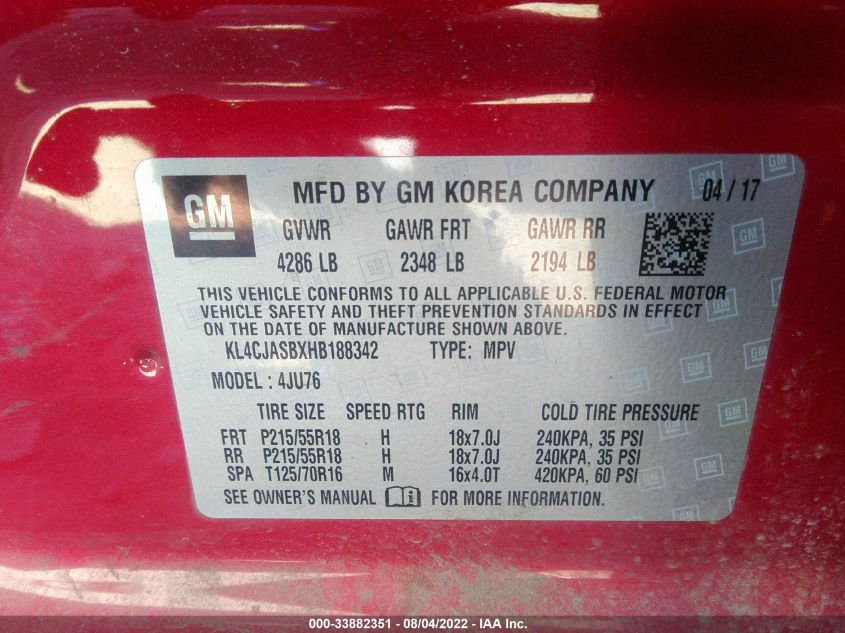 GM
MFD BY GM KOREA COMPANY 04 / 17
GVWR GAWR FRT GAWR RR
4286 LB 2348 LB 2194 LB
THIS VEHICLE CONFORMS TO ALL APPLICABLE U.S. FEDERAL MOTOR
VEHICLE SAFETY AND THEFT PREVENTION STANDARDS IN EFFECT
ON THE DATE OF MANUFACTURE SHOWN ABOVE.
KL4CJASBXHB188342 TYPE: MPV
MODEL : 4JU76
TIRE SIZE SPEED RTG RIM COLD TIRE PRESSURE
FRT P215/55R18 H 18x7.0J 240KPA, 35 PSI
RR P215/55R18 H 18x7.0J 240KPA, 35 PSI
SPA T125/70R16 M 16x4.0T 420KPA, 60 PSI
SEE OWNER'S MANUAL FOR MORE INFORMATION.
000-33882351 - 08/04/2022 - IAA Inc.